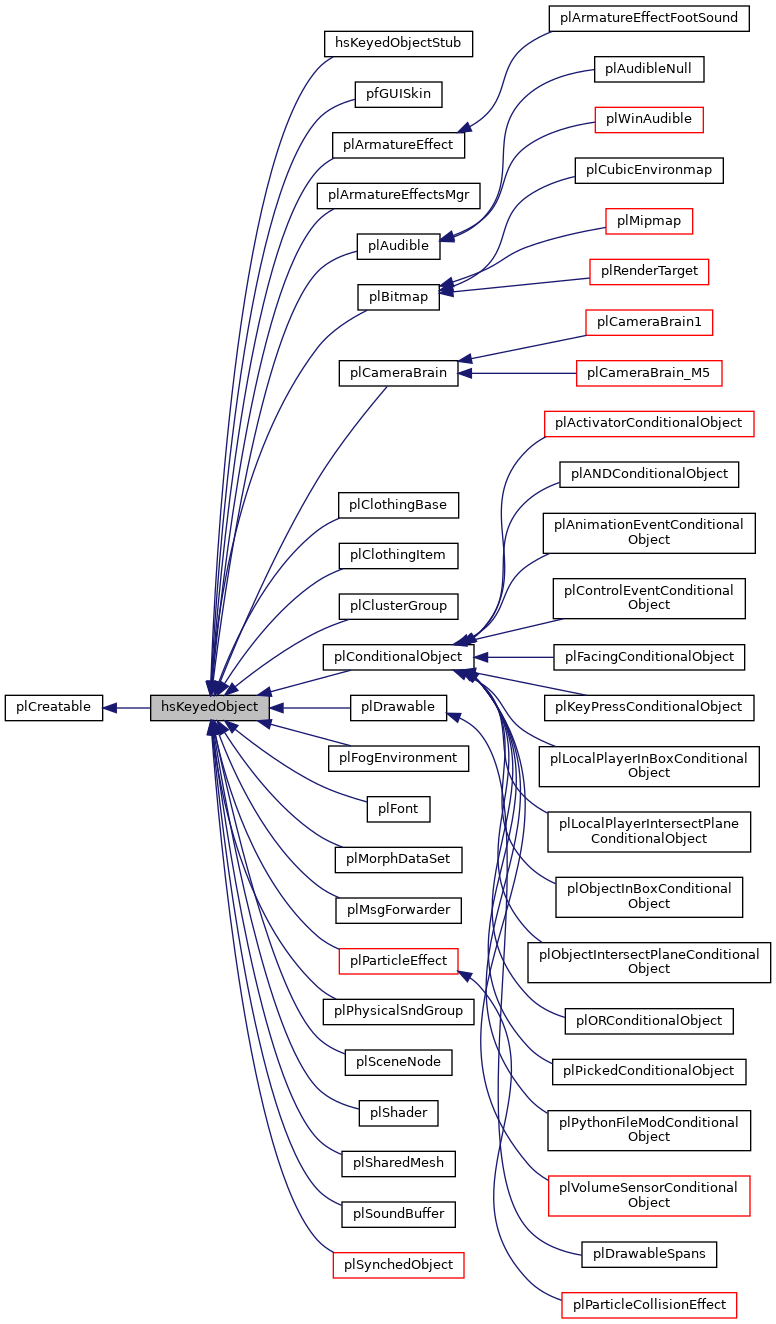 plCreatable
hsKeyedObject
hsKeyedObjectStub
pfGUISkin
plArmatureEffect
plArmatureEffectsMgr
plAudible
plBitmap
plCameraBrain
plClothingBase
plClothingItem
plClusterGroup
plConditionalObject
plDrawable
plFogEnvironment
plFont
plMorphDataSet
plMsgForwarder
plParticleEffect
plPhysicalSndGroup
plSceneNode
plShader
plSharedMesh
plSoundBuffer
plSynchedObject
plArmatureEffectFootSound
plAudibleNull
plWinAudible
plCubicEnvironmap
plMipmap
plRenderTarget
plCameraBrain1
plCameraBrain_M5
plActivatorConditionalObject
plANDConditionalObject
plAnimationEventConditional
Object
plControlEventConditional
Object
plFacingConditionalObject
plKeyPressConditionalObject
plLocalPlayerInBoxConditional
Object
plLocalPlayerIntersectPlane
ConditionalObject
plObjectInBoxConditional
Object
plObjectIntersectPlaneConditional
Object
plORConditionalObject
plPickedConditionalObject
plPythonFileModConditional
Object
plVolumeSensorConditional
Object
plDrawableSpans
plParticleCollisionEffect